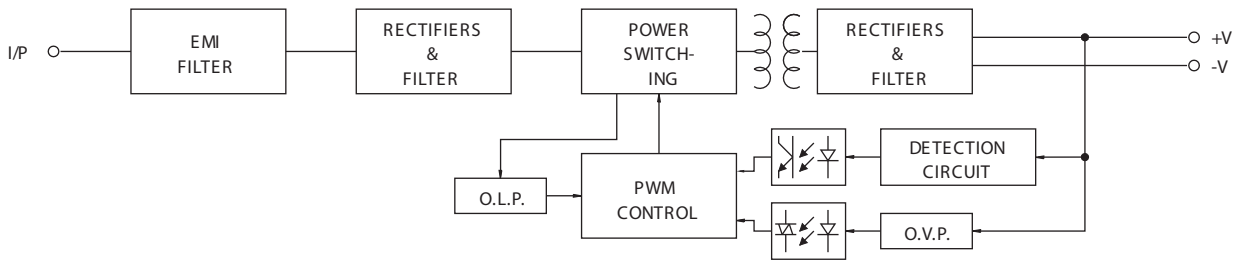 I/P
EMI
FILTER
RECTIFIERS
&
FILTER
POWER
SWITCH-
ING
RECTIFIERS
&
FILTER
+V
-V
O.L.P.
PWM
CONTROL
DETECTION
CIRCUIT
O.V.P.